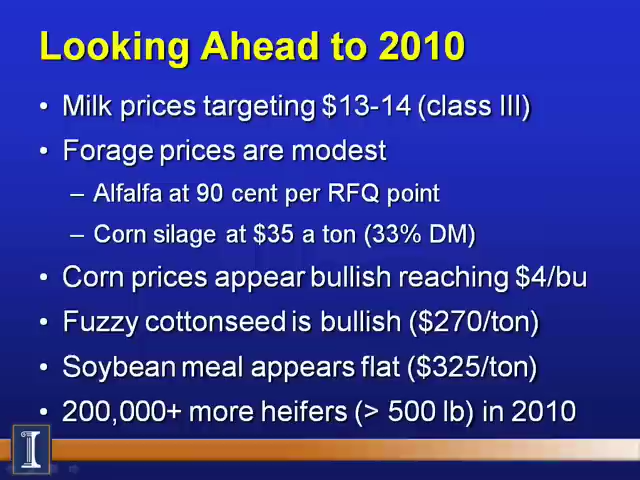 Looking Ahead to 2010
• Milk prices targeting $13-14 (class III)
• Forage prices are modest
– Alfalfa at 90 cent per RFQ point
– Corn silage at $35 a ton (33% DM)
• Corn prices appear bullish reaching $4/bu
• Fuzzy cottonseed is bullish ($270/ton)
• Soybean meal appears flat ($325/ton)
• 200,000+ more heifers (> 500 lb) in 2010
I